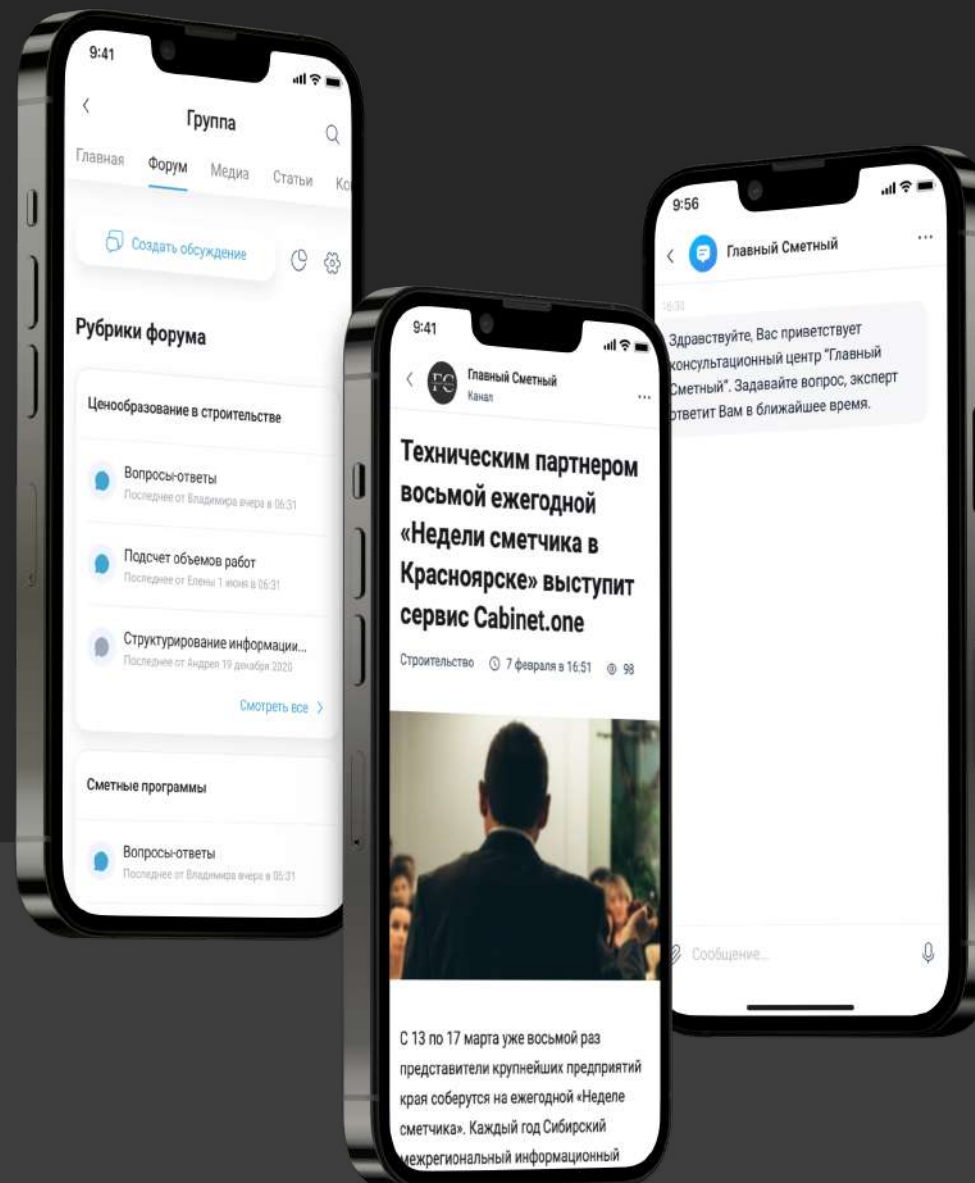 9:41
Группа
Главная Форум Медиа Статьи Ко
Создать обсуждение
Рубрики форума
Ценообразование в строительстве
Вопросы-ответы
Последнее от Владимира вчера в 06:31
Подсчет объемов работ
Последнее от Елены 1 июня в 06:31
Структурирование информации...
Последнее от Андрея 19 декабря 2020
Смотреть все
Сметные программы
Вопросы-ответы
Последнее от Владимира вчера в 06:31
9:41
Главный Сметный
Канал
Техническим партнером
восьмой ежегодной
«Недели сметчика в
Красноярске» выступит
сервис Cabinet.one
Строительство 7 февраля в 16:51 98
С 13 по 17 марта уже восьмой раз
представители крупнейших предприятий
края соберутся на ежегодной «Неделе
сметчика». Каждый год Сибирский
межрегиональный информационный
9:56
Главный Сметный
16:30
Здравствуйте, Вас приветствует
консультационный центр "Главный
Сметный". Задавайте вопрос, эксперт
ответит Вам в ближайшее время.
Сообщение...